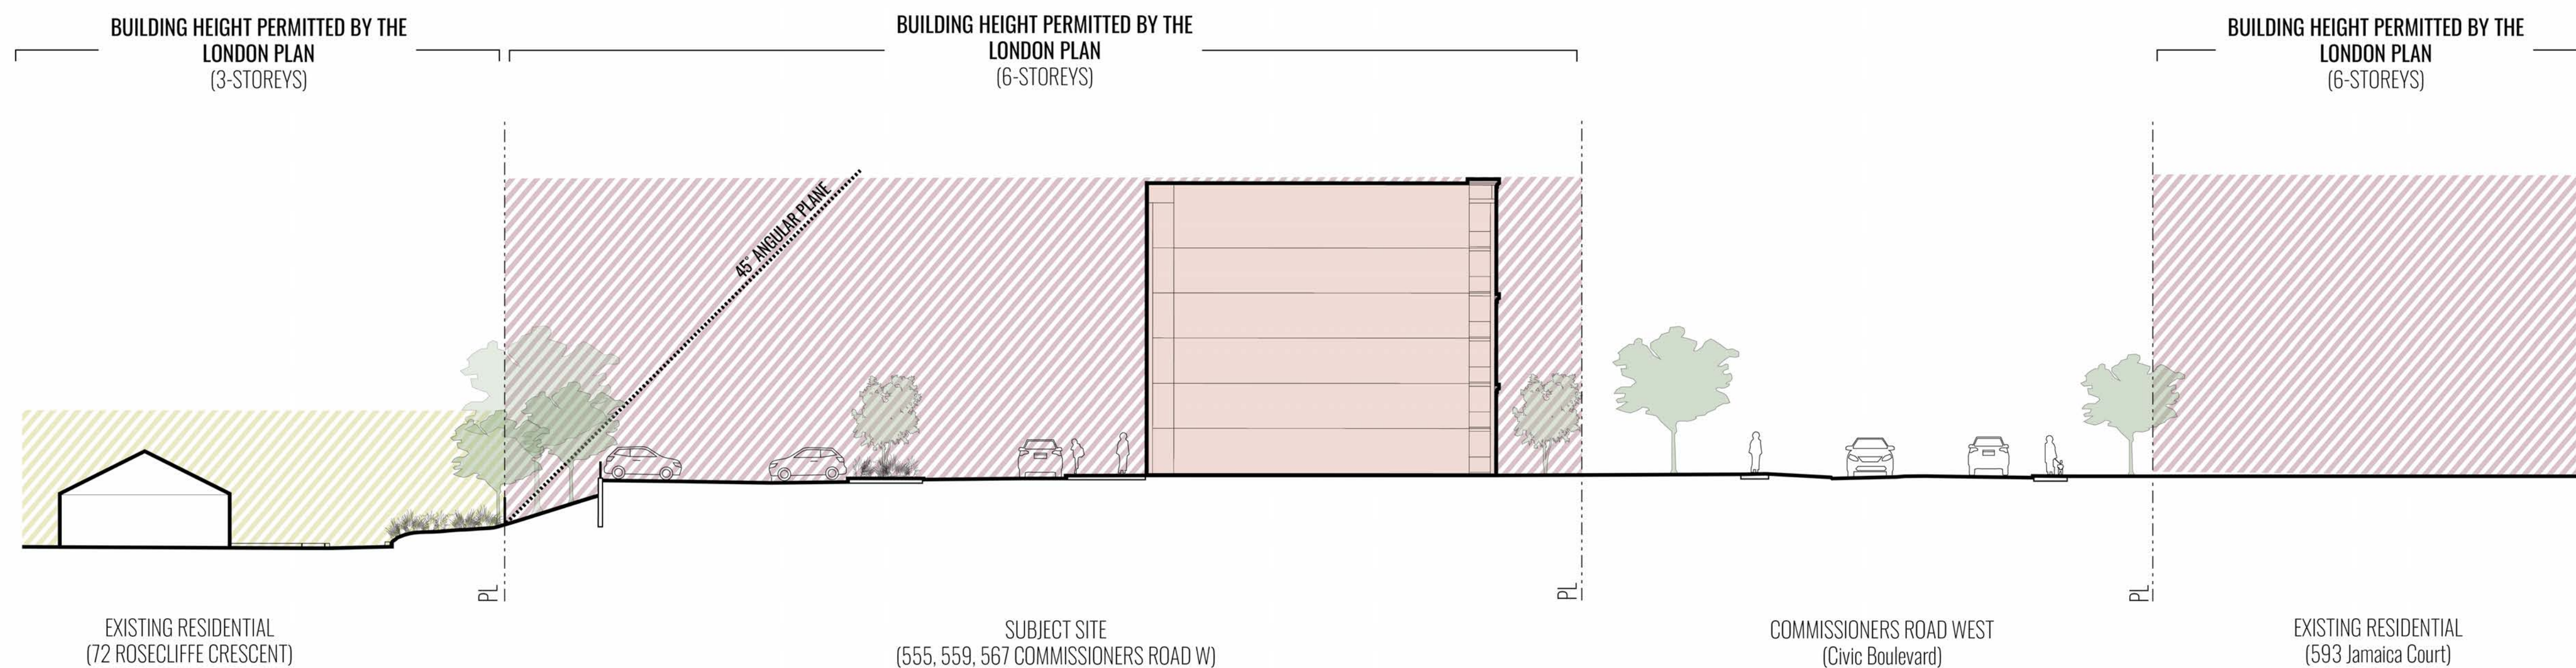 BUILDING HEIGHT PERMITTED BY THE
LONDON PLAN
(3-STOREYS)
BUILDING HEIGHT PERMITTED BY THE
LONDON PLAN
(6-STOREYS)
BUILDING HEIGHT PERMITTED BY THE
LONDON PLAN
(6-STOREYS)
45° ANGULAR PLANE
PL
PL
PL
EXISTING RESIDENTIAL
(72 ROSECLIFFE CRESCENT)
SUBJECT SITE
(555, 559, 567 COMMISSIONERS ROAD W)
COMMISSIONERS ROAD WEST
(Civic Boulevard)
EXISTING RESIDENTIAL
(593 Jamaica Court)